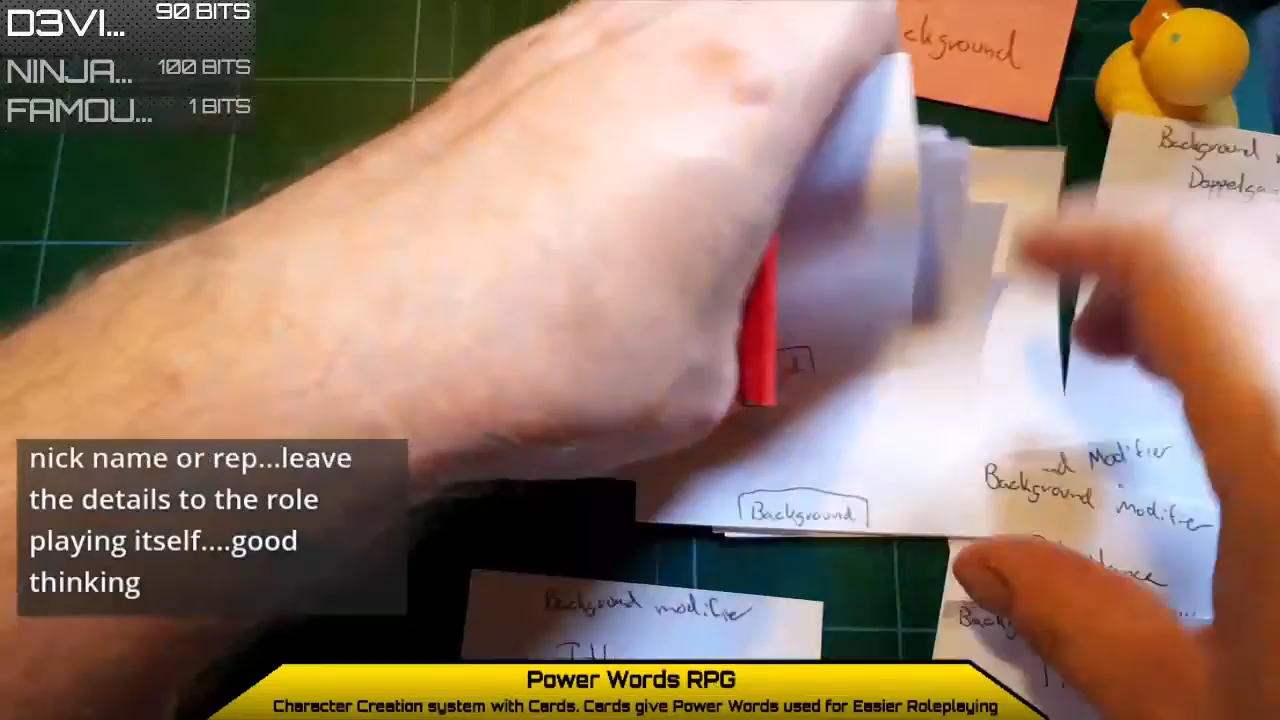 D3VI... 90 BITS
NINJA... 100 BITS
FAMOU... 1 BITS
ckground
Background
Doppelga
nick name or rep...leave
the details to the role
playing itself....good
thinking
d Modifier
Background modifier
Background
Background modifier
Backg
Power Words RPG
Character Creation system with Cards. Cards give Power Words used for Easier Roleplaying